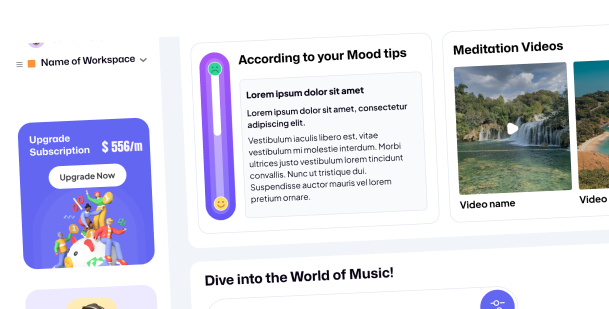 Name of Workspace
Upgrade
Subscription
$ 556/m
Upgrade Now
According to your Mood tips
Lorem ipsum dolor sit amet
Lorem ipsum dolor sit amet, consectetur
adipiscing elit.
Vestibulum iaculis libero est, vitae
vestibulum mi molestie interdum. Morbi
ultrices justo vestibulum lorem tincidunt
convallis. Nunc ut tristique dui.
Suspendisse auctor mauris vel lorem
pretium ornare.
Meditation Videos
Video name
Video
Dive into the World of Music!